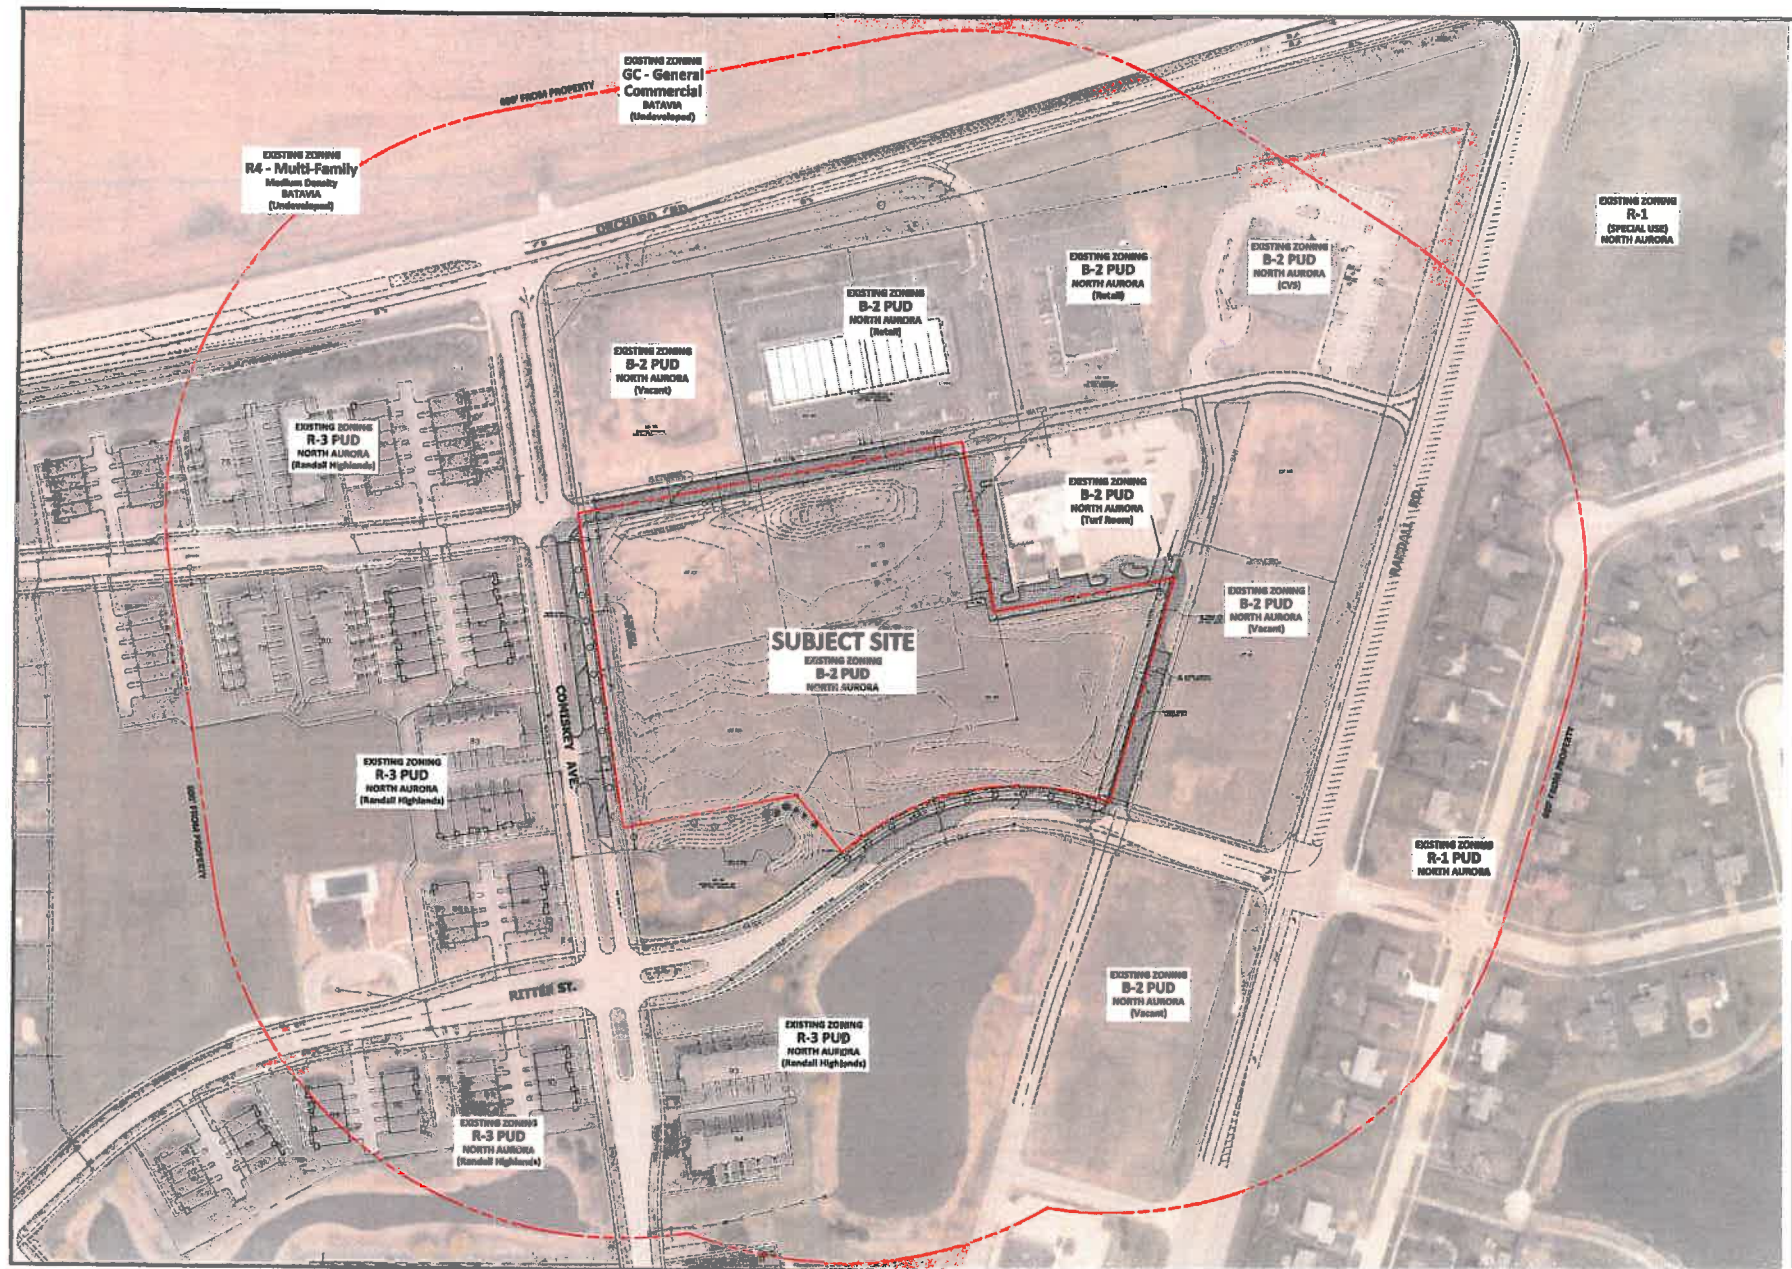 EXISTING ZONING
GC - General
Commercial
BATAVIA
(Undeveloped)
FROM PROPERTY
EXISTING ZONING
R4 - Multi-Family
Medium Density
BATAVIA
(Undeveloped)
ORCHARD RD.
EXISTING ZONING
R-1
(SPECIAL USE)
NORTH AURORA
EXISTING ZONING
B-2 PUD
NORTH AURORA
(CVS)
EXISTING ZONING
B-2 PUD
NORTH AURORA
(Retail)
EXISTING ZONING
B-2 PUD
NORTH AURORA
(Retail)
EXISTING ZONING
B-2 PUD
NORTH AURORA
(Vacant)
EXISTING ZONING
R-3 PUD
NORTH AURORA
(Randall Highlands)
EXISTING ZONING
B-2 PUD
NORTH AURORA
(Turf Room)
RANDALL RD.
EXISTING ZONING
B-2 PUD
NORTH AURORA
(Vacant)
SUBJECT SITE
EXISTING ZONING
B-2 PUD
NORTH AURORA
COMISKEY AVE.
EXISTING ZONING
R-3 PUD
NORTH AURORA
(Randall Highlands)
FROM PROPERTY
FROM PROPERTY
EXISTING ZONING
R-1 PUD
NORTH AURORA
RITTER ST.
EXISTING ZONING
B-2 PUD
NORTH AURORA
(Vacant)
EXISTING ZONING
R-3 PUD
NORTH AURORA
(Randall Highlands)
EXISTING ZONING
R-3 PUD
NORTH AURORA
(Randall Highlands)